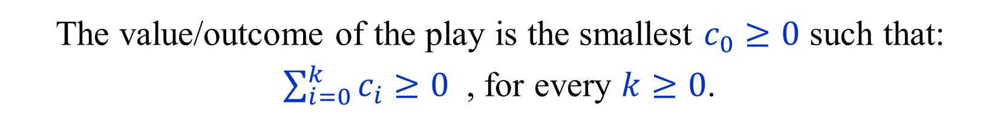 The value/outcome of the play is the smallest c₀ ≥ 0 such that:
∑ᵏᵢ₌₀ cᵢ ≥ 0 , for every k ≥ 0.